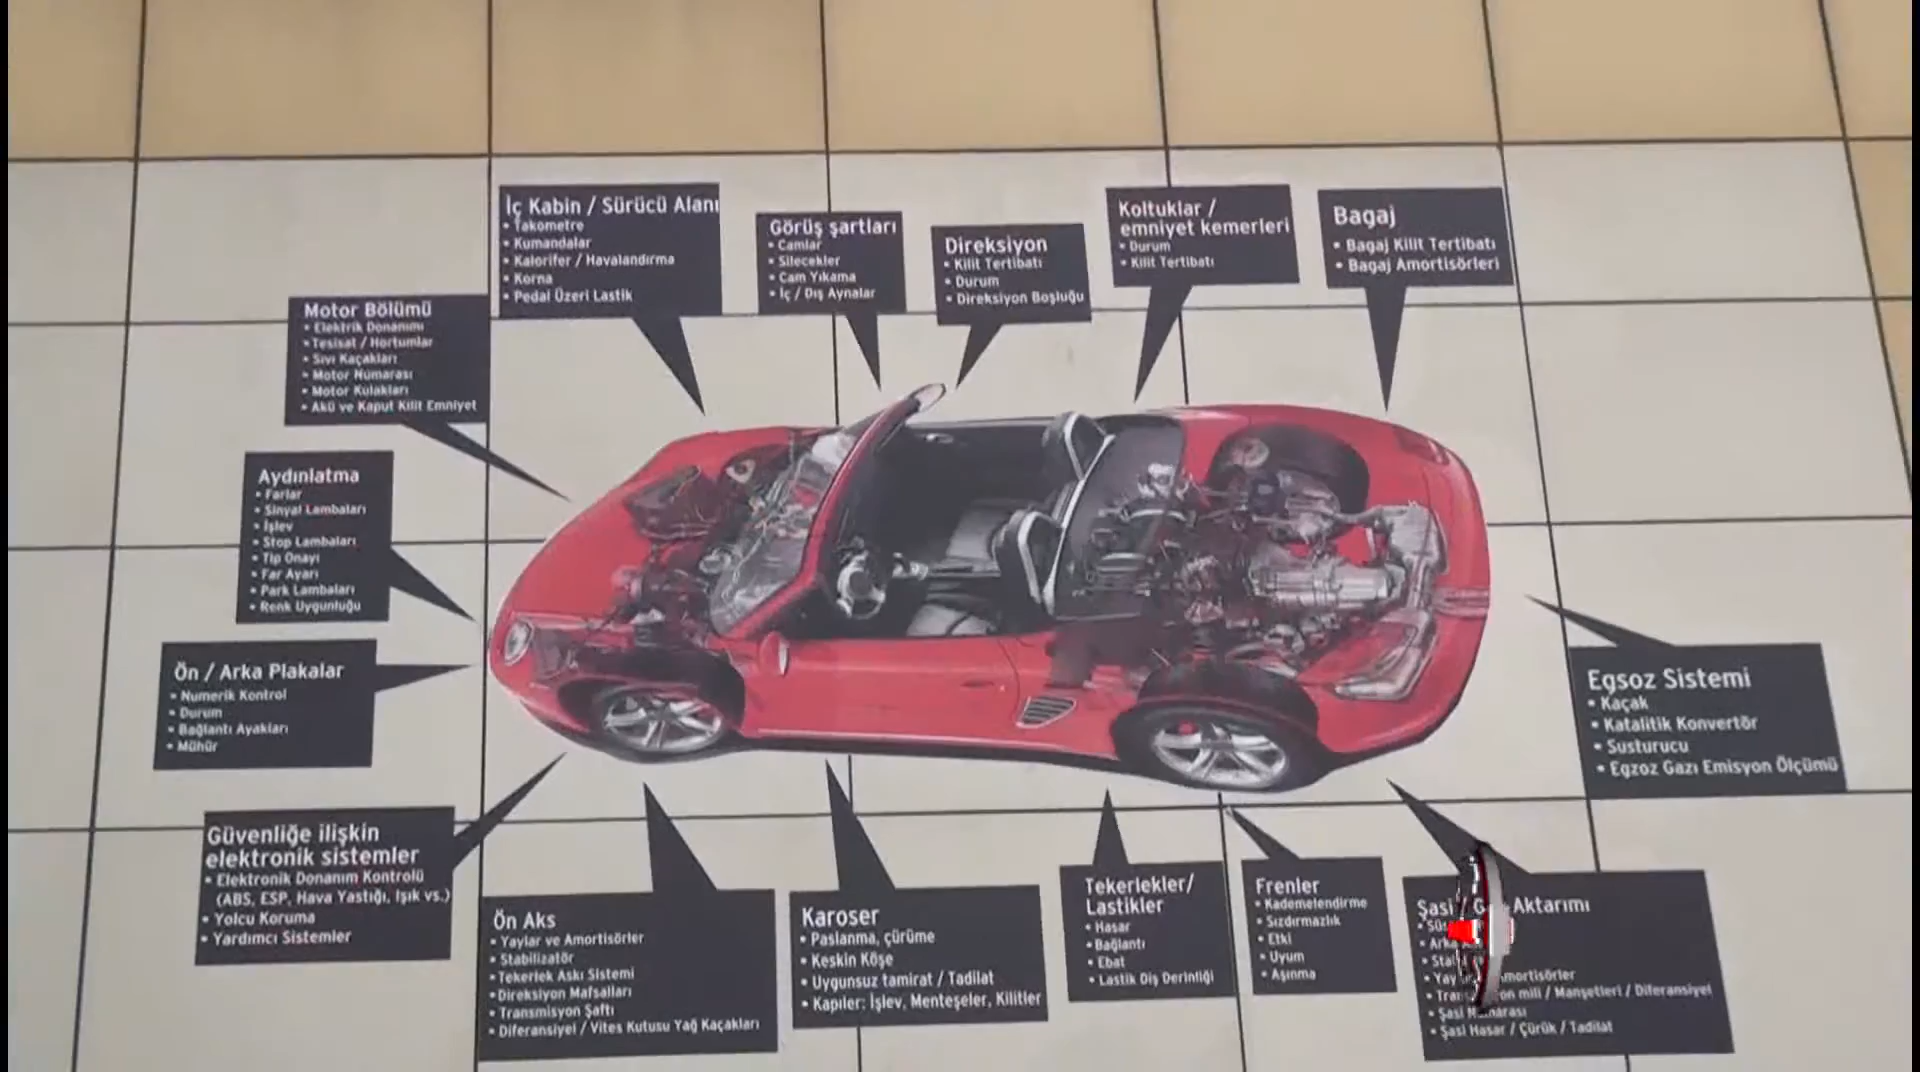 İç Kabin / Sürücü Alanı
• Takometre
• Kumandalar
• Kalorifer / Havalandırma
• Korna
• Pedal Üzeri Lastik
Görüş şartları
• Camlar
• Silecekler
• Cam Yıkama
• İç / Dış Aynalar
Direksiyon
• Kilit Tertibatı
• Durum
• Direksiyon Boşluğu
Koltuklar /
emniyet kemerleri
• Durum
• Kilit Tertibatı
Bagaj
• Bagaj Kilit Tertibatı
• Bagaj Amortisörleri
Motor Bölümü
• Elektrik Donanımı
• Tesisat / Hortumlar
• Sıvı Kaçakları
• Motor Numarası
• Motor Kulakları
• Akü ve Kaput Kilit Emniyet
Aydınlatma
• Farlar
• Sinyal Lambaları
• İşlev
• Stop Lambaları
• Tip Onayı
• Far Ayarı
• Park Lambaları
• Renk Uygunluğu
Ön / Arka Plakalar
• Numerik Kontrol
• Durum
• Bağlantı Ayakları
• Mühür
Egsoz Sistemi
• Kaçak
• Katalitik Konvertör
• Susturucu
• Egzoz Gazı Emisyon Ölçümü
Güvenliğe ilişkin
elektronik sistemler
• Elektronik Donanım Kontrolü
(ABS, ESP, Hava Yastığı, Işık vs.)
• Yolcu Koruma
• Yardımcı Sistemler
Ön Aks
• Yaylar ve Amortisörler
• Stabilizatör
• Tekerlek Askı Sistemi
• Direksiyon Mafsalları
• Transmisyon Şaftı
• Diferansiyel / Vites Kutusu Yağ Kaçakları
Karoser
• Paslanma, çürüme
• Keskin Köşe
• Uygunsuz tamirat / Tadilat
• Kapılar: İşlev, Menteşeler, Kilitler
Tekerlekler/
Lastikler
• Hasar
• Bağlantı
• Ebat
• Lastik Diş Derinliği
Frenler
• Kademelendirme
• Sızdırmazlık
• Etki
• Uyum
• Aşınma
Şasi / Aktarımı
mili / Manşetleri / Diferansiyel
• Şasi
• Şasi Hasar / Çürük / Tadilat